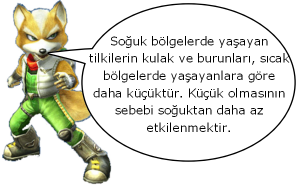 Soğuk bölgelerde yaşayan
tilkilerin kulak ve burunları, sıcak
bölgelerde yaşayanlara göre
daha küçüktür. Küçük olmasının
sebebi soğuktan daha az
etkilenmektir.